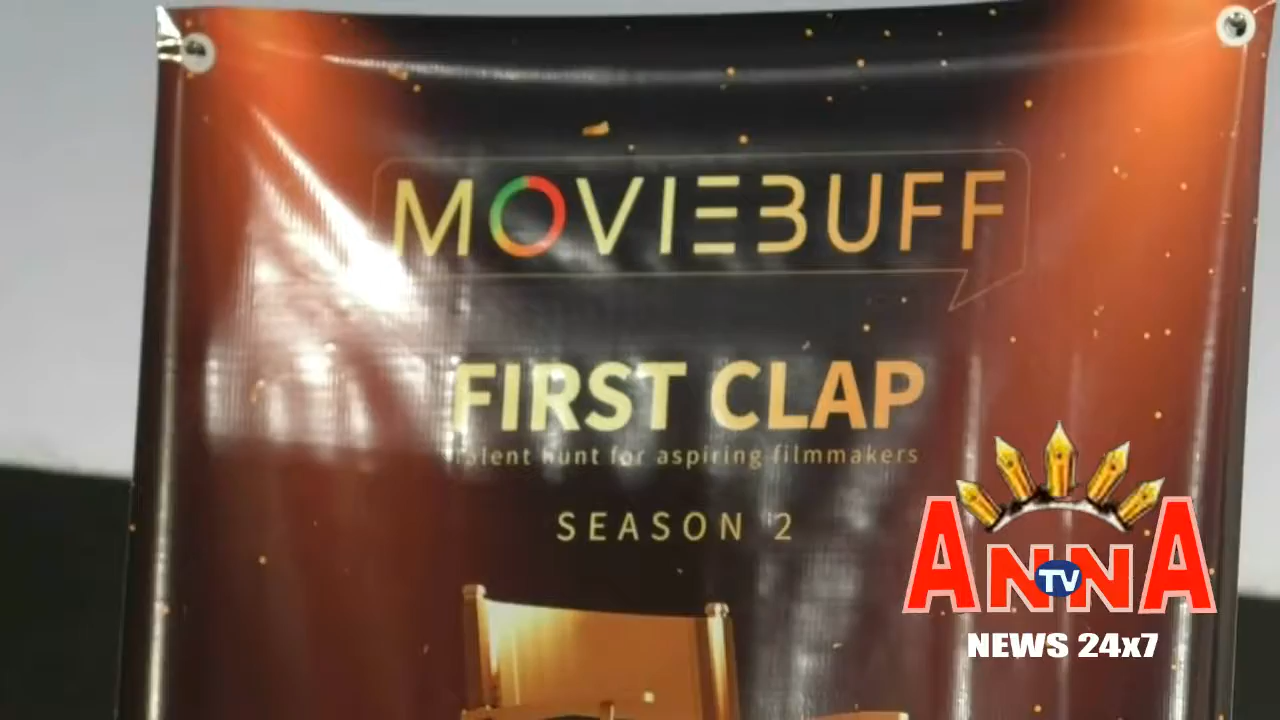 MOVIEBUFF
FIRST CLAP
Talent hunt for aspiring filmmakers
SEASON 2
ANNA
TV
NEWS 24x7